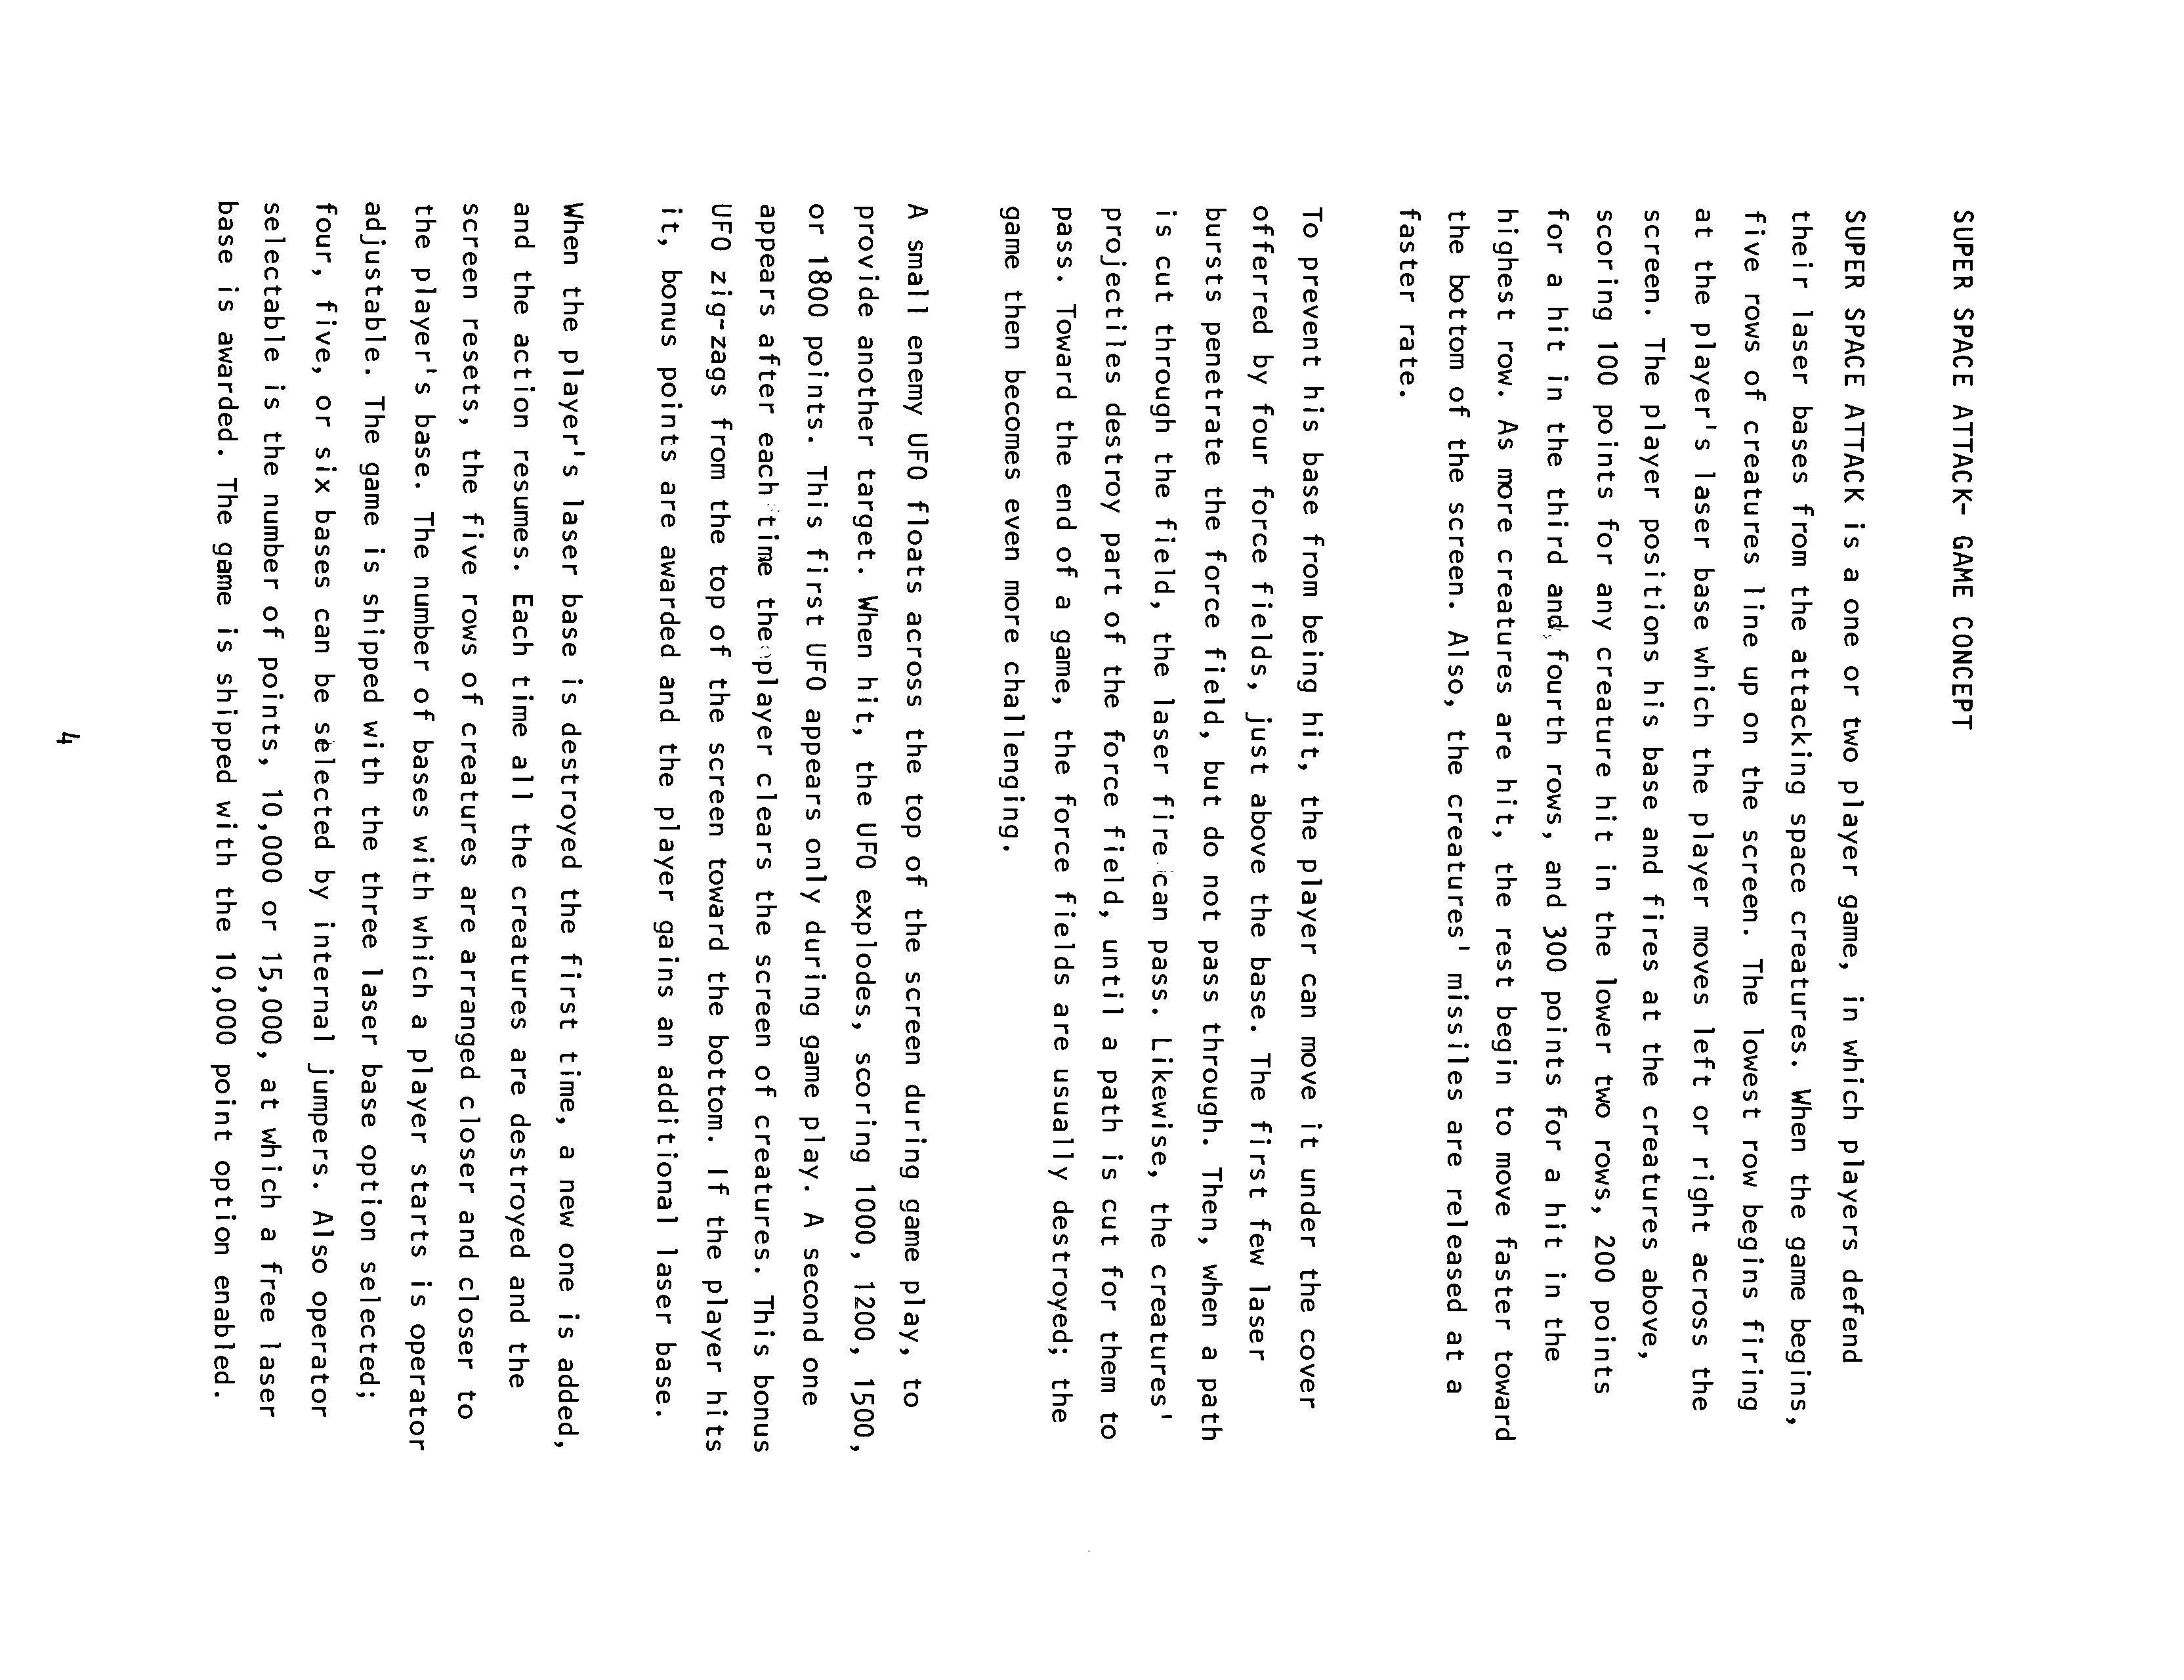 SUPER SPACE ATTACK- GAME CONCEPT
SUPER SPACE ATTACK is a one or two player game, in which players defend
their laser bases from the attacking space creatures. When the game begins,
five rows of creatures line up on the screen. The lowest row begins firing
at the player's laser base which the player moves left or right across the
screen. The player positions his base and fires at the creatures above,
scoring 100 points for any creature hit in the lower two rows, 200 points
for a hit in the third and fourth rows, and 300 points for a hit in the
highest row. As more creatures are hit, the rest begin to move faster toward
the bottom of the screen. Also, the creatures' missiles are released at a
faster rate.
To prevent his base from being hit, the player can move it under the cover
offerred by four force fields, just above the base. The first few laser
bursts penetrate the force field, but do not pass through. Then, when a path
is cut through the field, the laser fire can pass. Likewise, the creatures'
projectiles destroy part of the force field, until a path is cut for them to
pass. Toward the end of a game, the force fields are usually destroyed; the
game then becomes even more challenging.
A small enemy UFO floats across the top of the screen during game play, to
provide another target. When hit, the UFO explodes, scoring 1000, 1200, 1500,
or 1800 points. This first UFO appears only during game play. A second one
appears after each time the player clears the screen of creatures. This bonus
UFO zig-zags from the top of the screen toward the bottom. If the player hits
it, bonus points are awarded and the player gains an additional laser base.
When the player's laser base is destroyed the first time, a new one is added,
and the action resumes. Each time all the creatures are destroyed and the
screen resets, the five rows of creatures are arranged closer and closer to
the player's base. The number of bases with which a player starts is operator
adjustable. The game is shipped with the three laser base option selected;
four, five, or six bases can be selected by internal jumpers. Also operator
selectable is the number of points, 10,000 or 15,000, at which a free laser
base is awarded. The game is shipped with the 10,000 point option enabled.
4